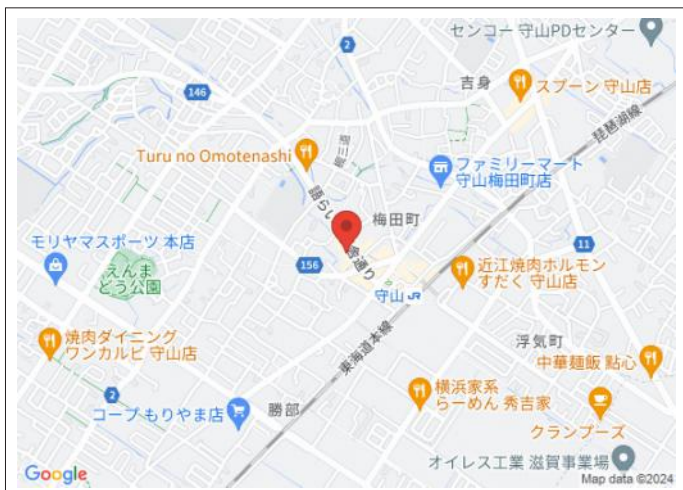 センコー 守山PDセンター
2
吉身
146
スプーン 守山店
琵琶湖線
Turu no Omotenashi
ファミリーマート
守山梅田町店
梅田町
モリヤマスポーツ 本店
えんま
どう公園
156
守山 JR
11
近江焼肉ホルモン
すだく 守山店
東海道本線
浮気町
焼肉ダイニング
ワンカルビ 守山店
中華麺飯 點心
2
横浜家系
らーめん 秀吉家
コープ もりやま店
勝部
クランプーズ
オイレス工業 滋賀事業場
Google
Map data ©2024